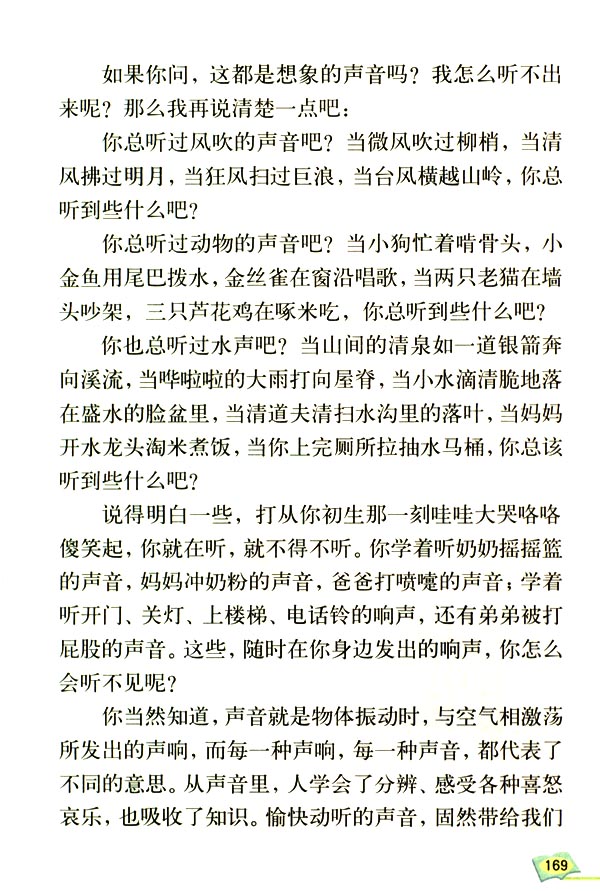 如果你问，这都是想象的声音吗？我怎么听不出
来呢？那么我再说清楚一点吧：
你总听过风吹的声音吧？当微风吹过柳梢，当清
风拂过明月，当狂风扫过巨浪，当台风横越山岭，你总
听到些什么吧？
你总听过动物的声音吧？当小狗忙着啃骨头，小
金鱼用尾巴拨水，金丝雀在窗沿唱歌，当两只老猫在墙
头吵架，三只芦花鸡在啄米吃，你总听到些什么吧？
你也总听过水声吧？当山间的清泉如一道银箭奔
向溪流，当哗啦啦的大雨打向屋脊，当小水滴清脆地落
在盛水的脸盆里，当清道夫清扫水沟里的落叶，当妈妈
开水龙头淘米煮饭，当你上完厕所拉抽水马桶，你总该
听到些什么吧？
说得明白一些，打从你初生那一刻哇哇大哭咯咯
傻笑起，你就在听，就不得不听。你学着听奶奶摇摇篮
的声音，妈妈冲奶粉的声音，爸爸打喷嚏的声音；学着
听开门、关灯、上楼梯、电话铃的响声，还有弟弟被打
屁股的声音。这些，随时在你身边发出的响声，你怎么
会听不见呢？
你当然知道，声音就是物体振动时，与空气相激荡
所发出的声响，而每一种声响，每一种声音，都代表了
不同的意思。从声音里，人学会了分辨、感受各种喜怒
哀乐，也吸收了知识。愉快动听的声音，固然带给我们
169